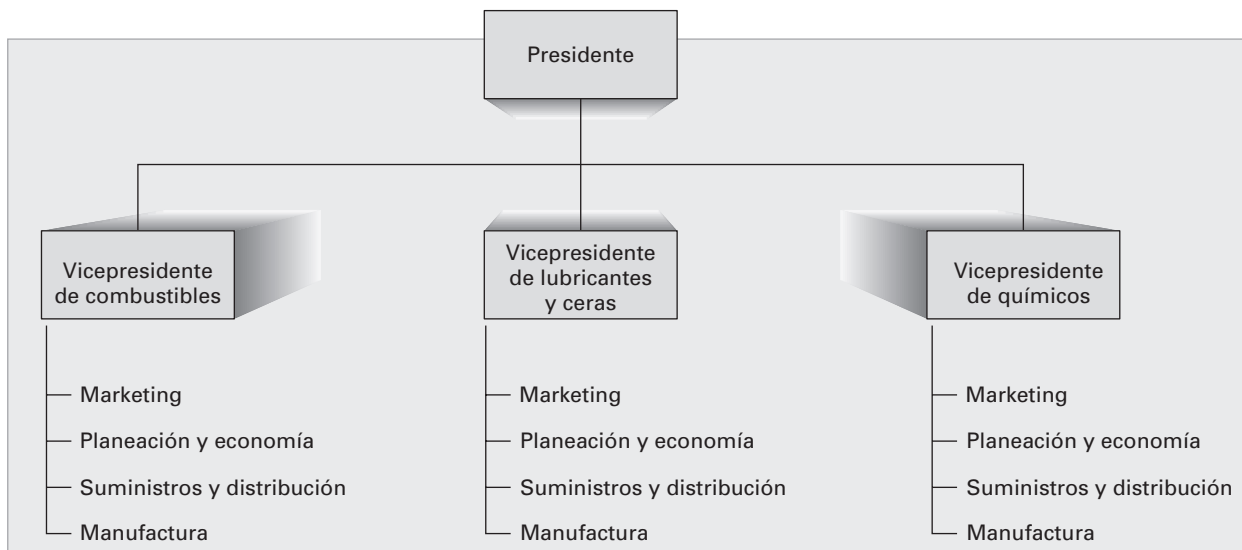 Presidente
Vicepresidente
de combustibles
Vicepresidente
de lubricantes
y ceras
Vicepresidente
de químicos
Marketing
Planeación y economía
Suministros y distribución
Manufactura
Marketing
Planeación y economía
Suministros y distribución
Manufactura
Marketing
Planeación y economía
Suministros y distribución
Manufactura